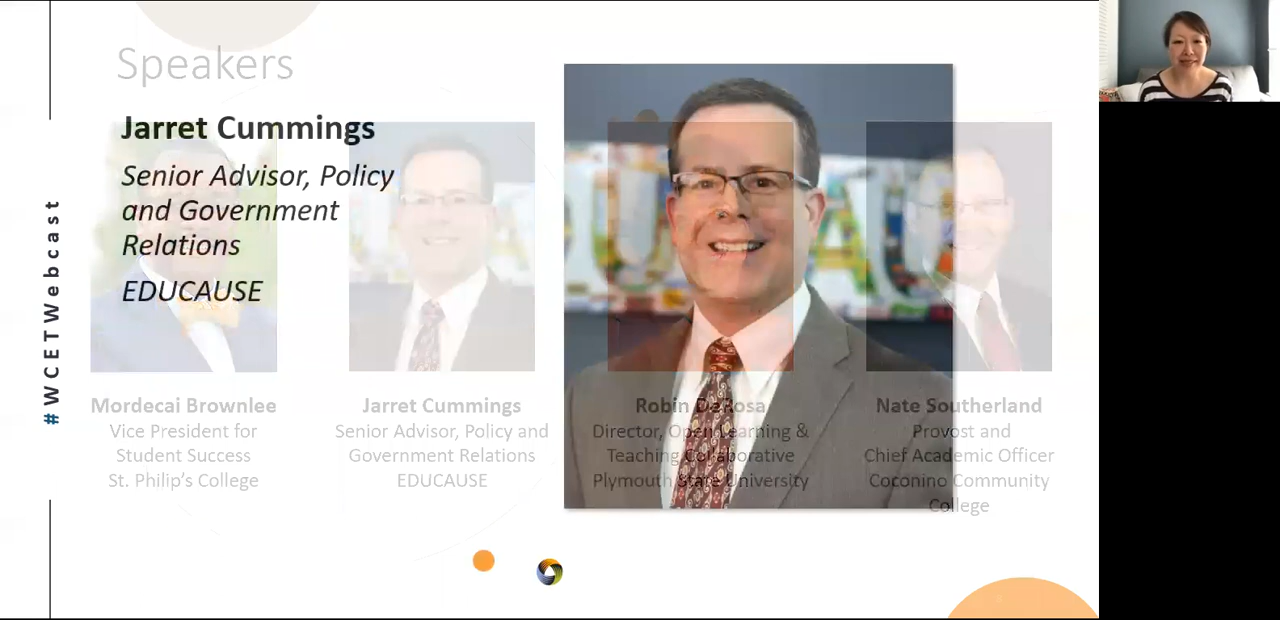 Speakers
Jarret Cummings
Senior Advisor, Policy
and Government
Relations
EDUCAUSE
#WCETWebcast
Mordecai Brownlee
Vice President for
Student Success
St. Philip's College
Jarret Cummings
Senior Advisor, Policy and
Government Relations
EDUCAUSE
Robin DeRosa
Director, Open Learning &
Teaching Collaborative
Plymouth State University
Nate Southerland
Provost and
Chief Academic Officer
Coconino Community
College